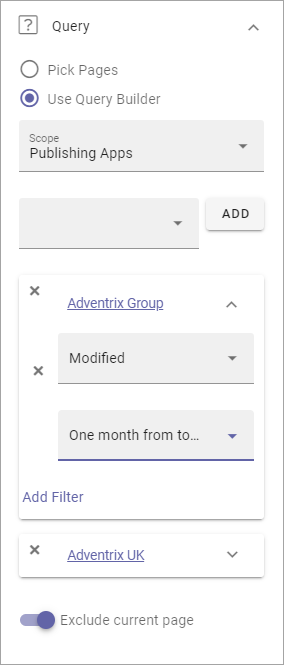 Query
Pick Pages
Use Query Builder
Scope
Publishing Apps
ADD
Adventrix Group
Modified
One month from to...
Add Filter
Adventrix UK
Exclude current page